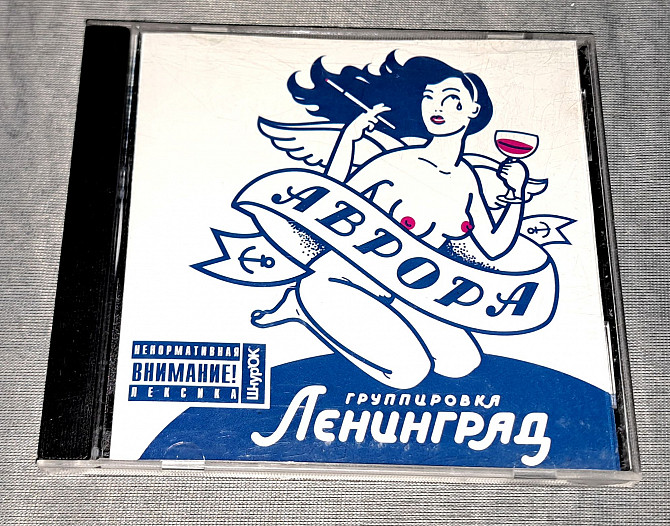 АВРОРА
НЕНОРМАТИВНАЯ
ВНИМАНИЕ!
ЛЕКСИКА
ШнурОК
ГРУППИРОВКА
ЛЕНИНГРАД